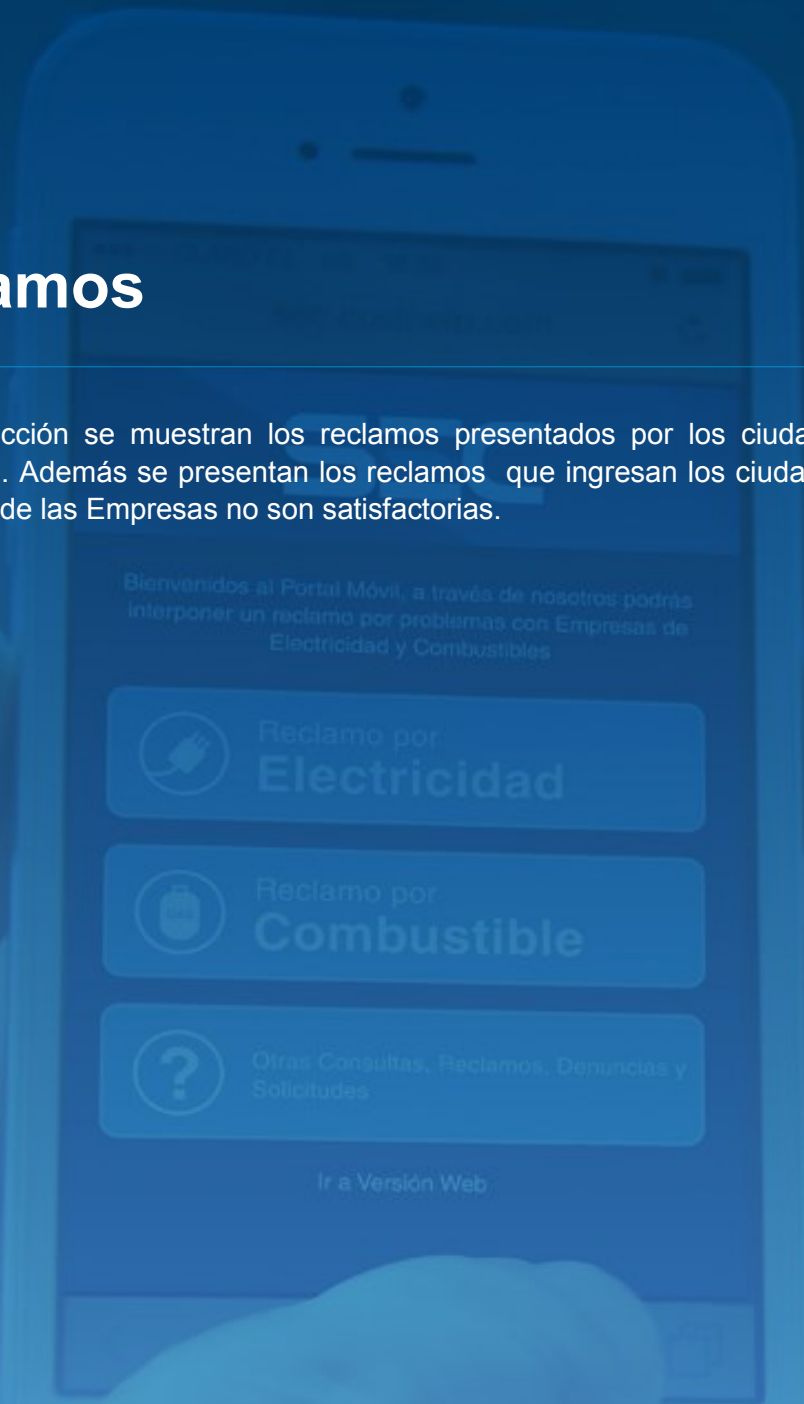 amos
cción se muestran los reclamos presentados por los ciuda
. Además se presentan los reclamos que ingresan los ciuda
de las Empresas no son satisfactorias.
SEC
Bienvenidos al Portal Móvil, a través de nosotros podrás
interponer un reclamo por problemas con Empresas de
Electricidad y Combustibles
Reclamo por
Electricidad
Reclamo por
Combustible
?
Otras Consultas, Reclamos, Denuncias y
Solicitudes
Ir a Versión Web